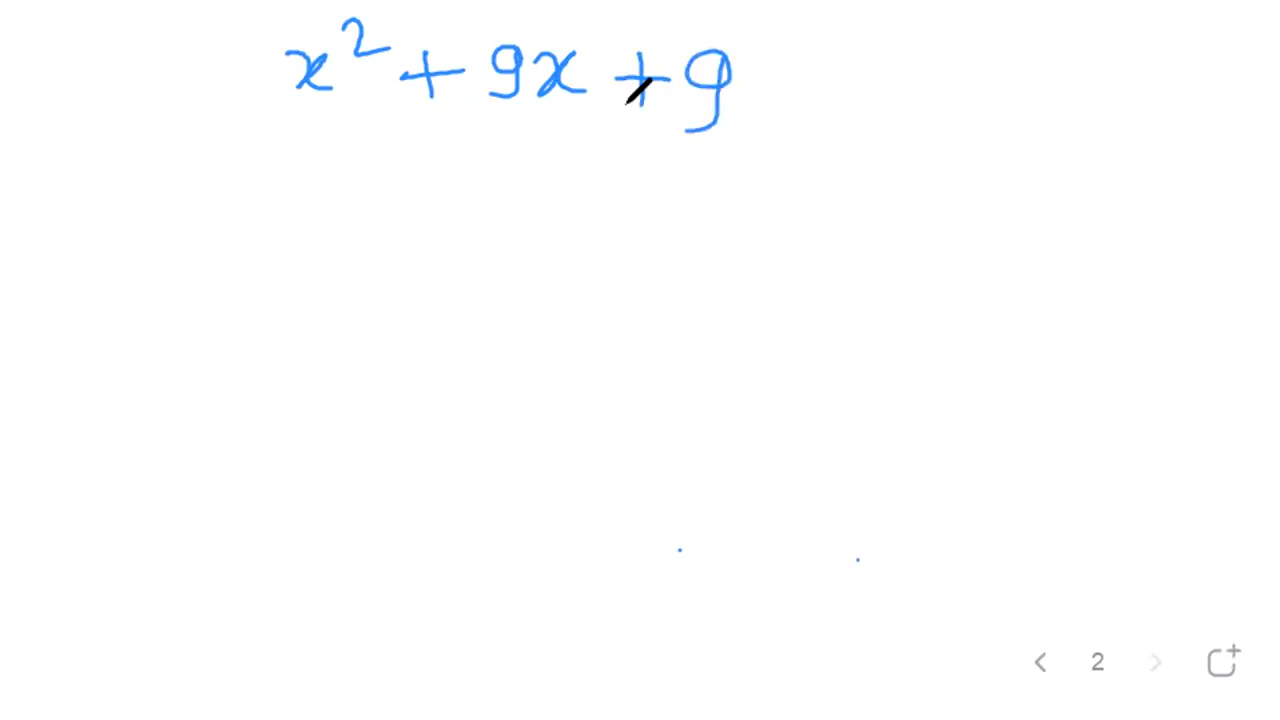 x² + 9x + 9
2